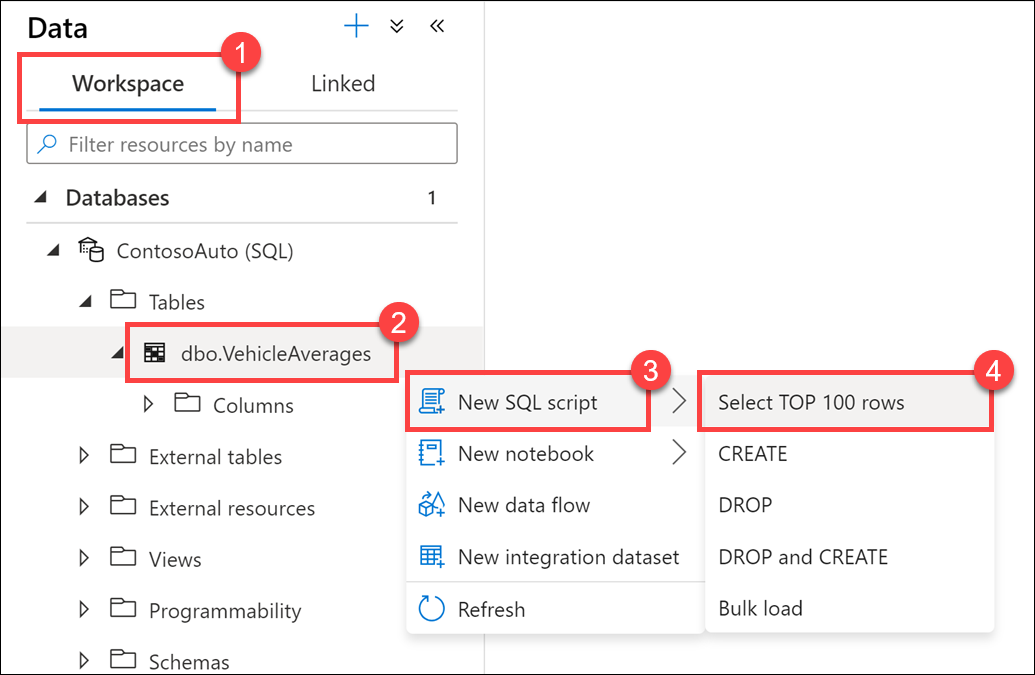 Data
1
Workspace
Linked
Filter resources by name
Databases 1
ContosoAuto (SQL)
Tables
2
dbo.VehicleAverages
Columns
External tables
External resources
Views
Programmability
Schemas
3
New SQL script
New notebook
New data flow
New integration dataset
Refresh
4
Select TOP 100 rows
CREATE
DROP
DROP and CREATE
Bulk load